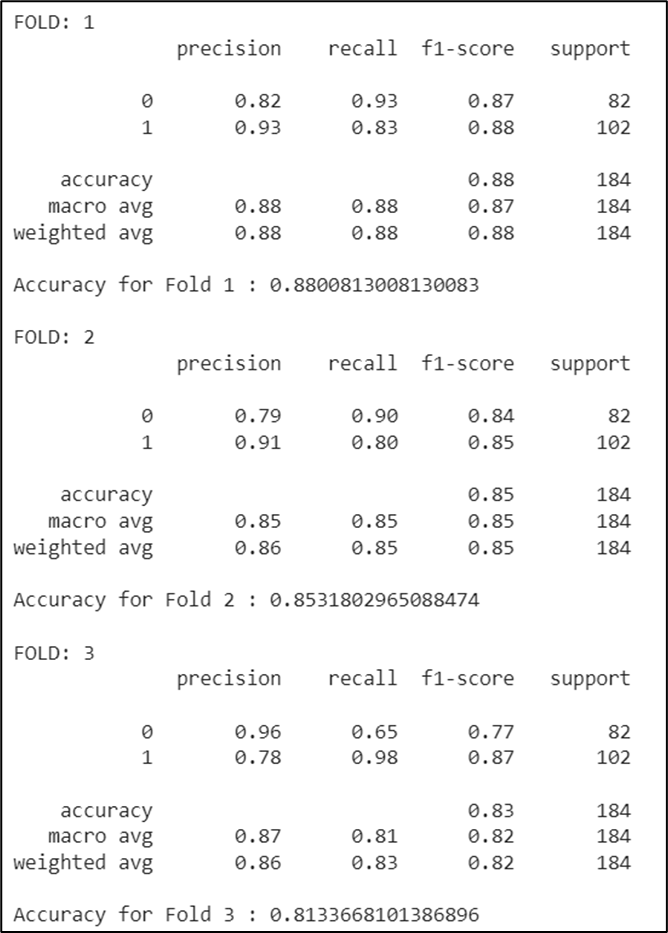 FOLD: 1
precision recall f1-score support
0 0.82 0.93 0.87 82
1 0.93 0.83 0.88 102
accuracy 0.88 184
macro avg 0.88 0.88 0.87 184
weighted avg 0.88 0.88 0.88 184
Accuracy for Fold 1 : 0.8800813008130083
FOLD: 2
precision recall f1-score support
0 0.79 0.90 0.84 82
1 0.91 0.80 0.85 102
accuracy 0.85 184
macro avg 0.85 0.85 0.85 184
weighted avg 0.86 0.85 0.85 184
Accuracy for Fold 2 : 0.8531802965088474
FOLD: 3
precision recall f1-score support
0 0.96 0.65 0.77 82
1 0.78 0.98 0.87 102
accuracy 0.83 184
macro avg 0.87 0.81 0.82 184
weighted avg 0.86 0.83 0.82 184
Accuracy for Fold 3 : 0.8133668101386896